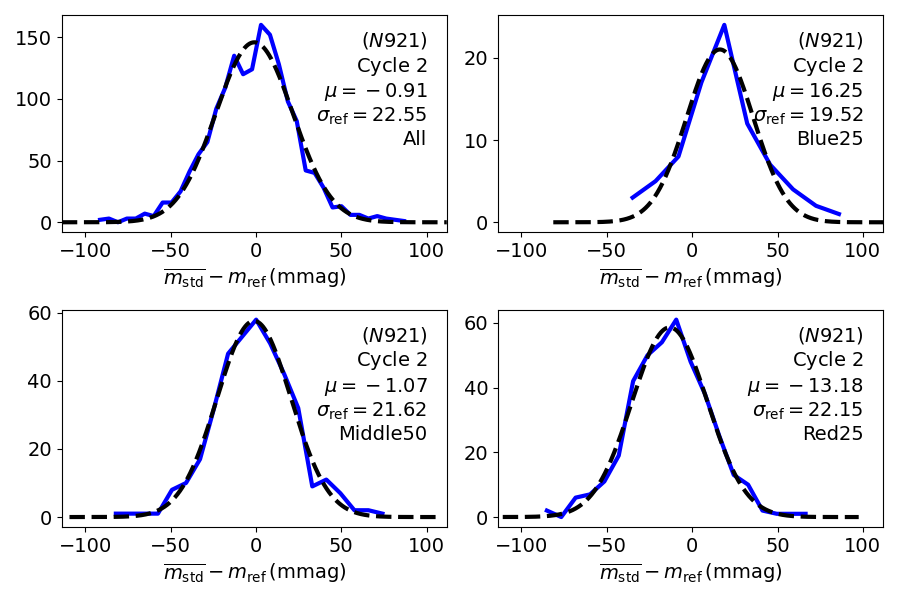 150
100
50
0
−100 −50 0 50 100
(N921)
Cycle 2
μ = −0.91
σref = 22.55
All
m̅s̅t̅d̅ − mref (mmag)
20
10
0
−100 −50 0 50 100
(N921)
Cycle 2
μ = 16.25
σref = 19.52
Blue25
m̅s̅t̅d̅ − mref (mmag)
60
40
20
0
−100 −50 0 50 100
(N921)
Cycle 2
μ = −1.07
σref = 21.62
Middle50
m̅s̅t̅d̅ − mref (mmag)
60
40
20
0
−100 −50 0 50 100
(N921)
Cycle 2
μ = −13.18
σref = 22.15
Red25
m̅s̅t̅d̅ − mref (mmag)